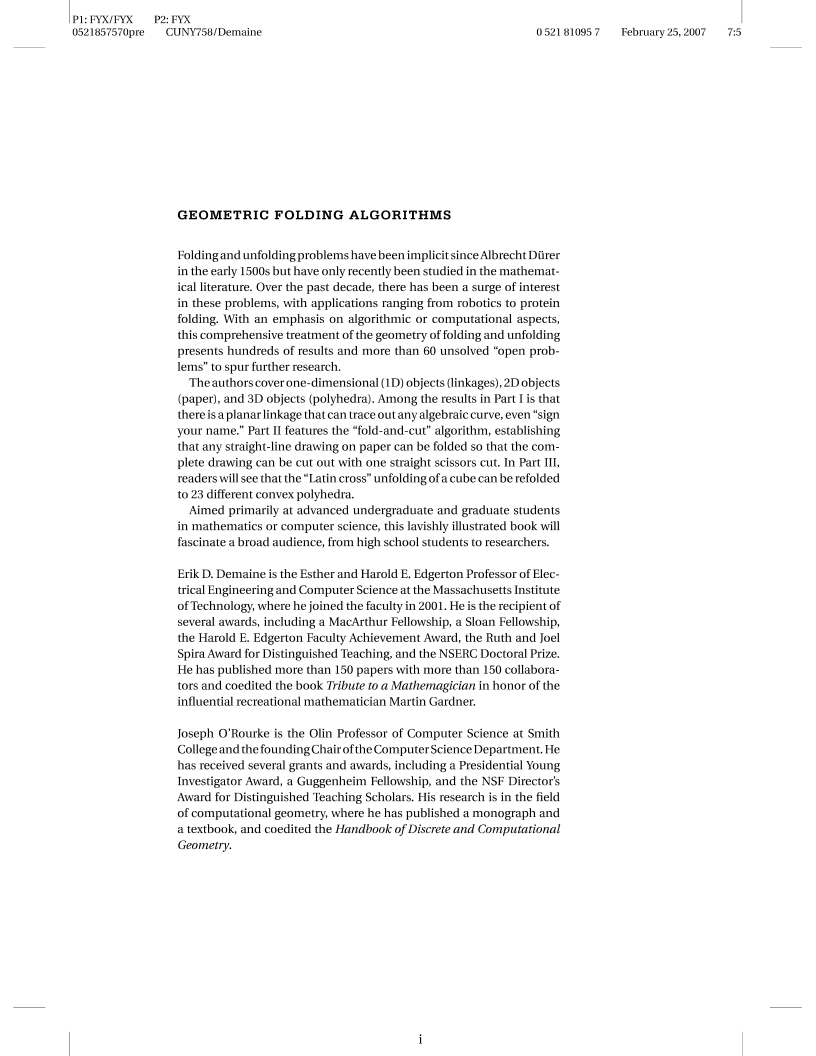 P1: FYX/FYX P2: FYX
0521857570pre CUNY758/Demaine 0 521 81095 7 February 25, 2007 7:5
GEOMETRIC FOLDING ALGORITHMS
Folding and unfolding problems have been implicit since Albrecht Dürer
in the early 1500s but have only recently been studied in the mathemat-
ical literature. Over the past decade, there has been a surge of interest
in these problems, with applications ranging from robotics to protein
folding. With an emphasis on algorithmic or computational aspects,
this comprehensive treatment of the geometry of folding and unfolding
presents hundreds of results and more than 60 unsolved “open prob-
lems” to spur further research.
The authors cover one-dimensional (1D) objects (linkages), 2D objects
(paper), and 3D objects (polyhedra). Among the results in Part I is that
there is a planar linkage that can trace out any algebraic curve, even “sign
your name.” Part II features the “fold-and-cut” algorithm, establishing
that any straight-line drawing on paper can be folded so that the com-
plete drawing can be cut out with one straight scissors cut. In Part III,
readers will see that the “Latin cross” unfolding of a cube can be refolded
to 23 different convex polyhedra.
Aimed primarily at advanced undergraduate and graduate students
in mathematics or computer science, this lavishly illustrated book will
fascinate a broad audience, from high school students to researchers.
Erik D. Demaine is the Esther and Harold E. Edgerton Professor of Elec-
trical Engineering and Computer Science at the Massachusetts Institute
of Technology, where he joined the faculty in 2001. He is the recipient of
several awards, including a MacArthur Fellowship, a Sloan Fellowship,
the Harold E. Edgerton Faculty Achievement Award, the Ruth and Joel
Spira Award for Distinguished Teaching, and the NSERC Doctoral Prize.
He has published more than 150 papers with more than 150 collabora-
tors and coedited the book Tribute to a Mathemagician in honor of the
influential recreational mathematician Martin Gardner.
Joseph O’Rourke is the Olin Professor of Computer Science at Smith
College and the founding Chair of the Computer Science Department. He
has received several grants and awards, including a Presidential Young
Investigator Award, a Guggenheim Fellowship, and the NSF Director’s
Award for Distinguished Teaching Scholars. His research is in the field
of computational geometry, where he has published a monograph and
a textbook, and coedited the Handbook of Discrete and Computational
Geometry.
i